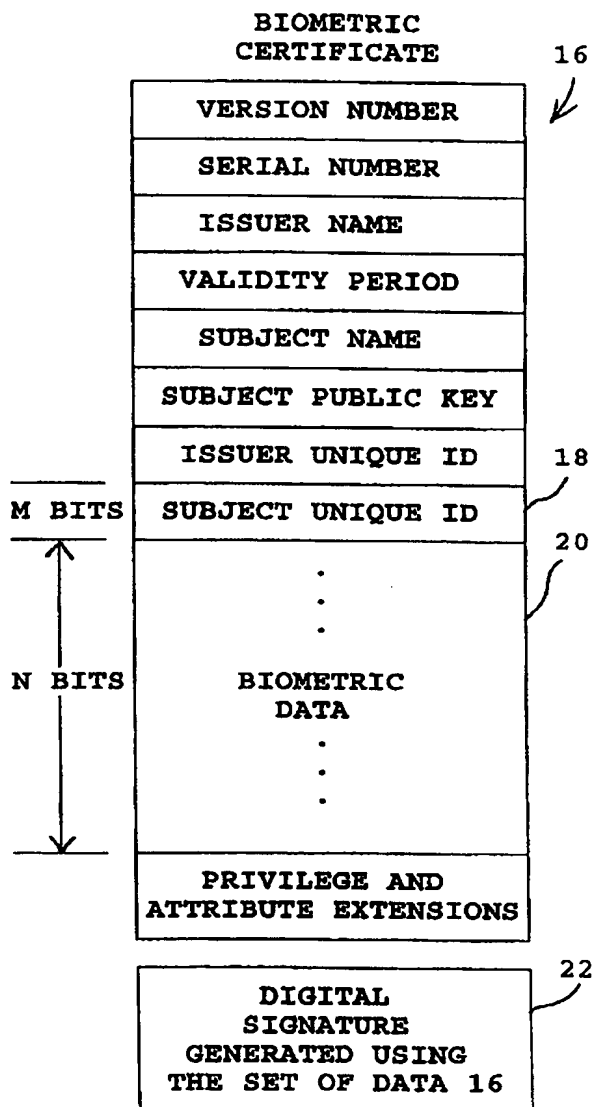 BIOMETRIC
CERTIFICATE
16
VERSION NUMBER
SERIAL NUMBER
ISSUER NAME
VALIDITY PERIOD
SUBJECT NAME
SUBJECT PUBLIC KEY
ISSUER UNIQUE ID
18
M BITS
SUBJECT UNIQUE ID
20
N BITS
BIOMETRIC
DATA
PRIVILEGE AND
ATTRIBUTE EXTENSIONS
22
DIGITAL
SIGNATURE
GENERATED USING
THE SET OF DATA 16